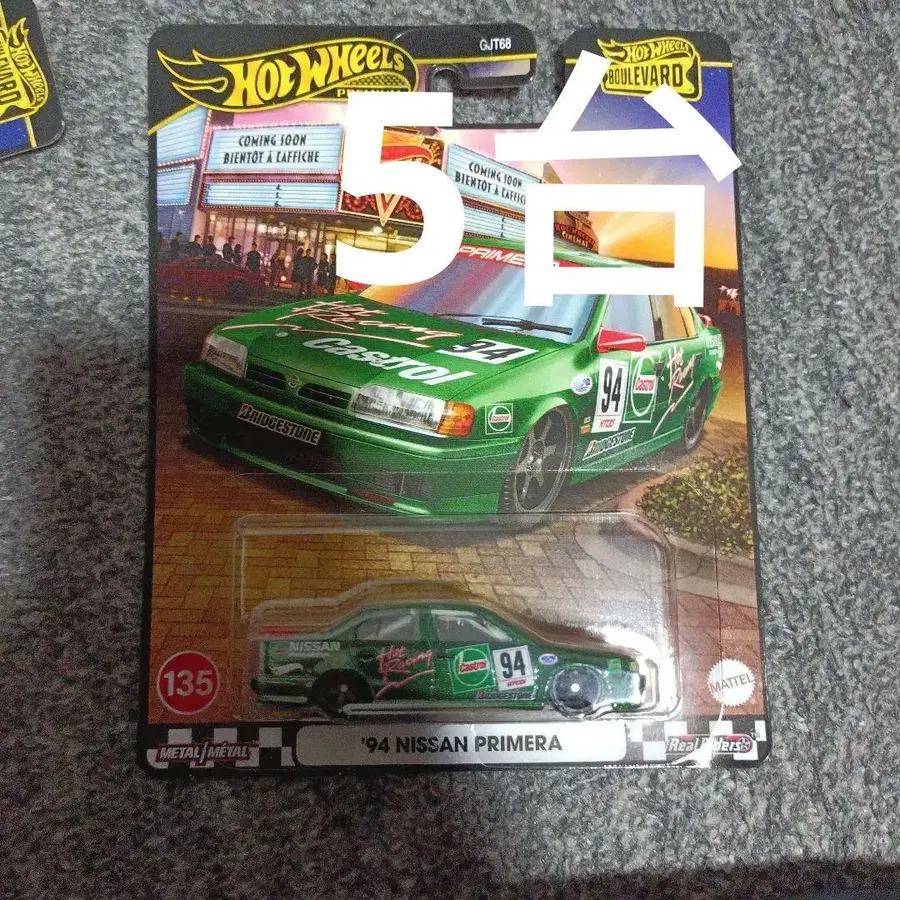 HOT WHEELS
GJT68
HOT WHEELS
BOULEVARD
5台
COMING SOON
BIENTÔT À L'AFFICHE
COMING SOON
BIENTÔT À L'AFFICHE
Hot Racing
Castrol
94
BRIDGESTONE
Castrol
94
Castrol
Hot Racing
BRIDGESTONE
NISSAN
Hot Racing
Castrol
94
BRIDGESTONE
135
MATTEL
METAL/MÉTAL
'94 NISSAN PRIMERA
Real Riders